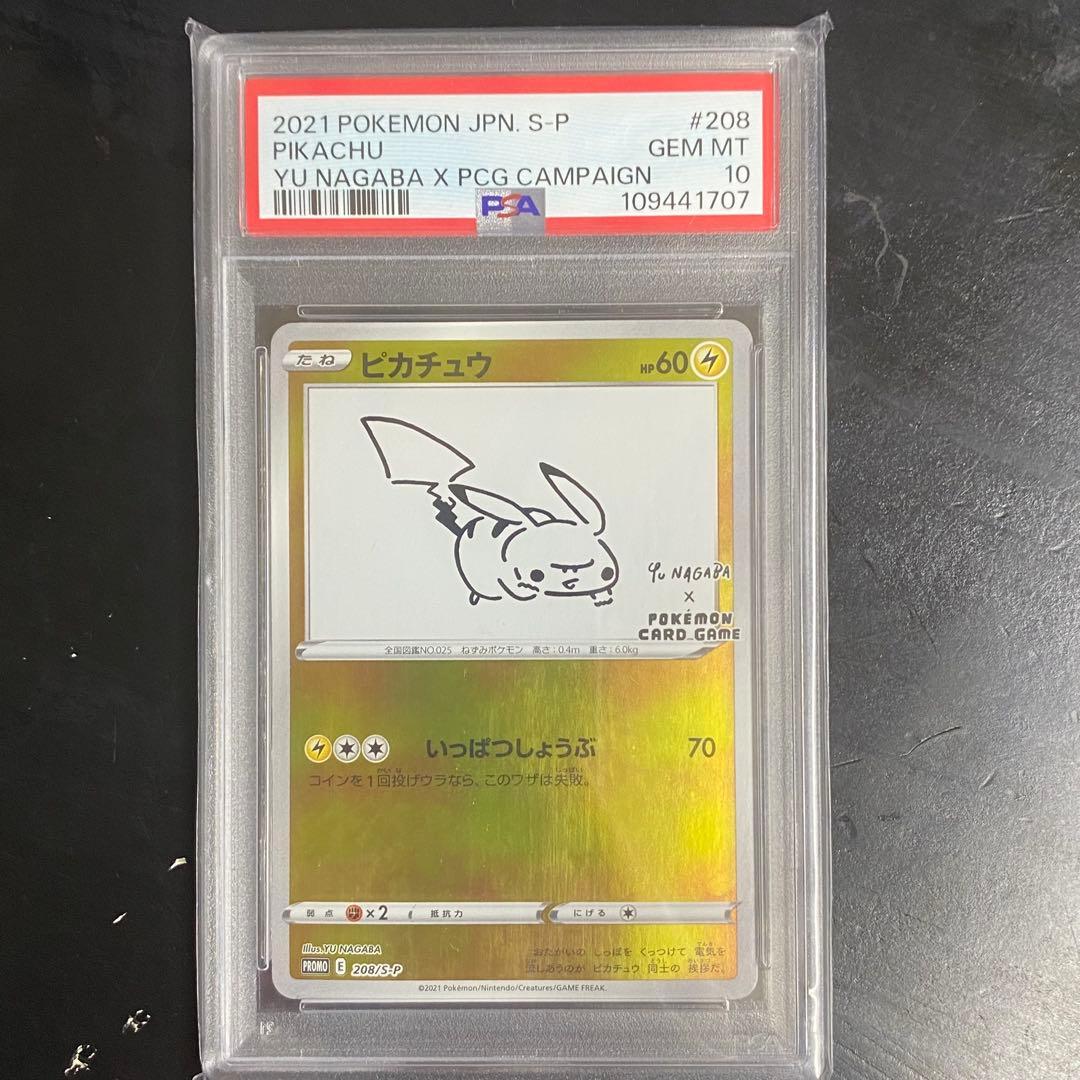 2021 POKEMON JPN. S-P #208
PIKACHU GEM MT
YU NAGABA X PCG CAMPAIGN 10
PSA 109441707
たね ピカチュウ HP60
YU NAGABA
X
POKÉMON
CARD GAME
全国図鑑NO.025 ねずみポケモン 高さ:0.4m 重さ:6.0kg
いっぱつしょうぶ 70
コインを1回投げウラなら、このワザは失敗。
弱点 ×2 抵抗力 にげる
Illus. YU NAGABA
おたがいの しっぽを くっつけて 電気を
流しあうのが ピカチュウ同士の 挨拶だ。
PROMO E 208/S-P
©2021 Pokémon/Nintendo/Creatures/GAME FREAK.